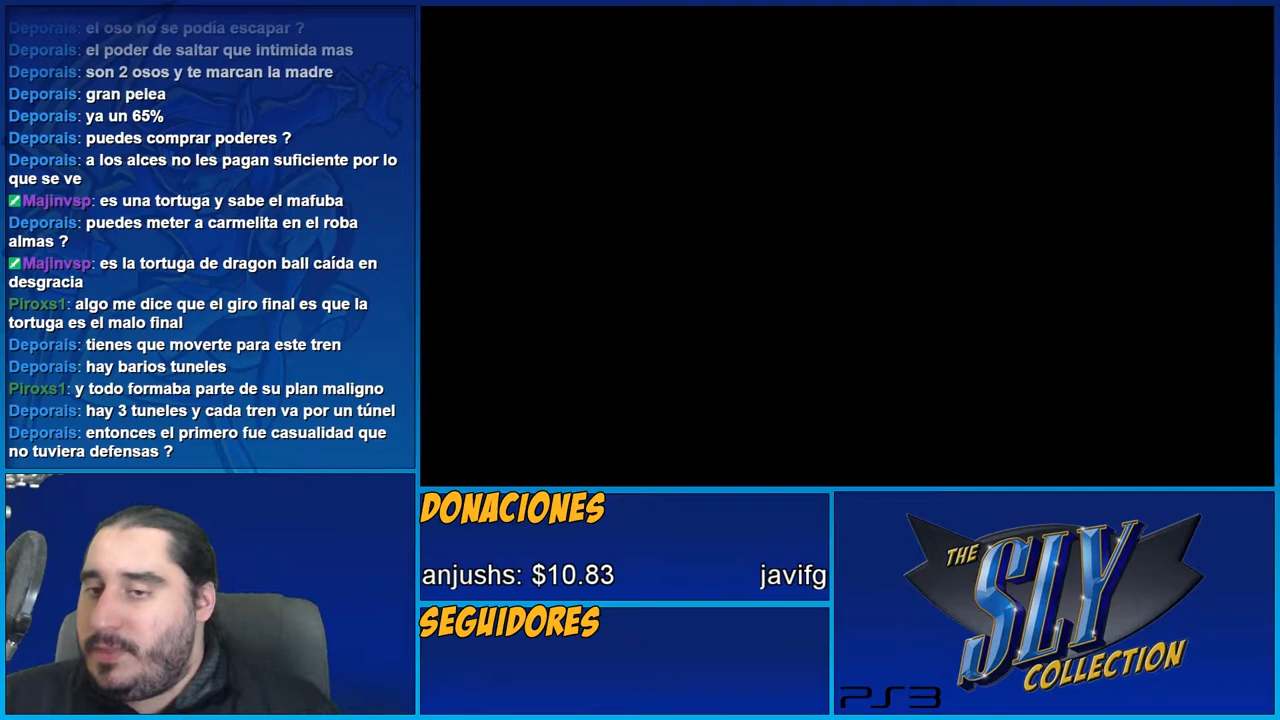 Deporais: el oso no se podía escapar ?
Deporais: el poder de saltar que intimida mas
Deporais: son 2 osos y te marcan la madre
Deporais: gran pelea
Deporais: ya un 65%
Deporais: puedes comprar poderes ?
Deporais: a los alces no les pagan suficiente por lo
que se ve
Majinvsp: es una tortuga y sabe el mafuba
Deporais: puedes meter a carmelita en el roba
almas ?
Majinvsp: es la tortuga de dragon ball caída en
desgracia
Piroxs1: algo me dice que el giro final es que la
tortuga es el malo final
Deporais: tienes que moverte para este tren
Deporais: hay barios tuneles
Piroxs1: y todo formaba parte de su plan maligno
Deporais: hay 3 tuneles y cada tren va por un túnel
Deporais: entonces el primero fue casualidad que
no tuviera defensas ?
DONACIONES
anjushs: $10.83 javifg
SEGUIDORES
THE
SLY
COLLECTION
PS3